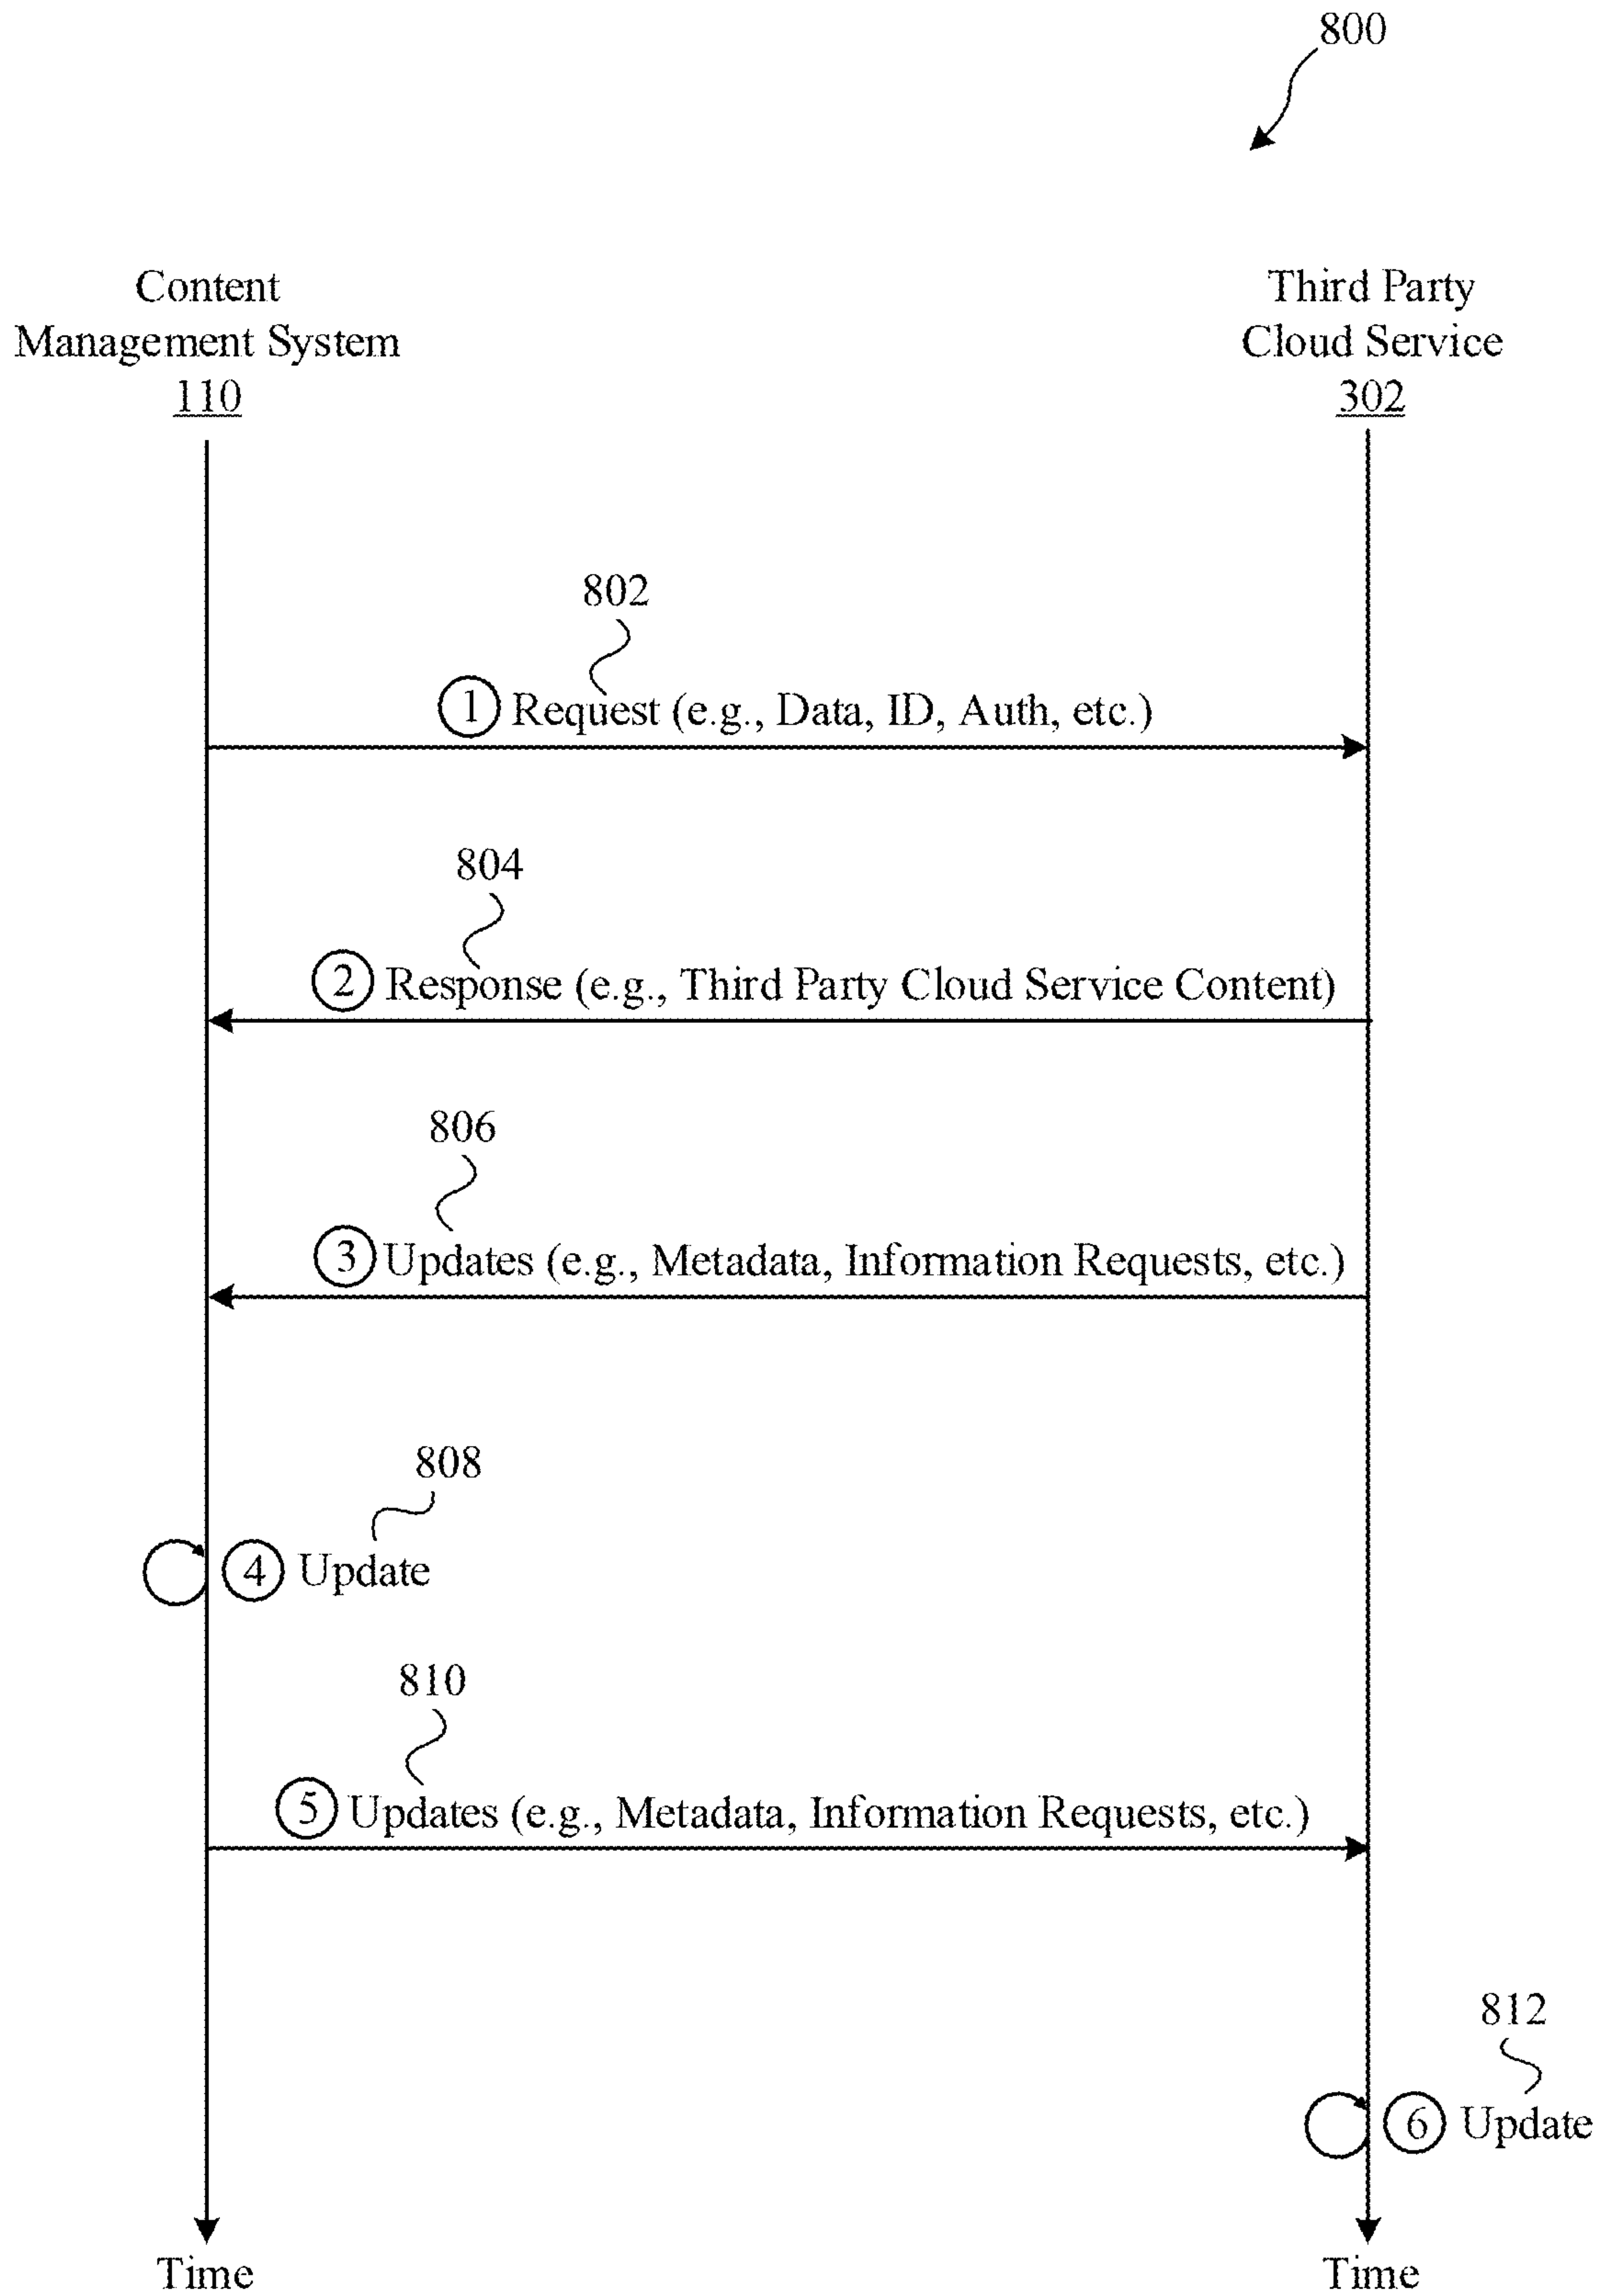 800
Content
Management System
110
Third Party
Cloud Service
302
802
1 Request (e.g., Data, ID, Auth, etc.)
804
2 Response (e.g., Third Party Cloud Service Content)
806
3 Updates (e.g., Metadata, Information Requests, etc.)
808
4 Update
810
5 Updates (e.g., Metadata, Information Requests, etc.)
812
6 Update
Time
Time